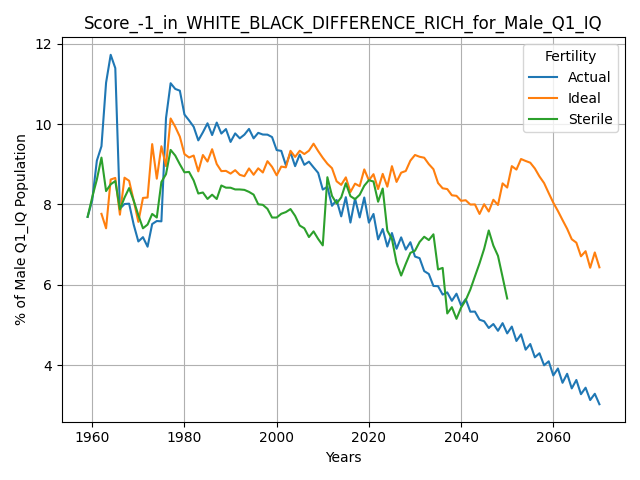 Score_-1_in_WHITE_BLACK_DIFFERENCE_RICH_for_Male_Q1_IQ
Fertility
Actual
Ideal
Sterile
% of Male Q1_IQ Population
12
10
8
6
4
1960
1980
2000
2020
2040
2060
Years